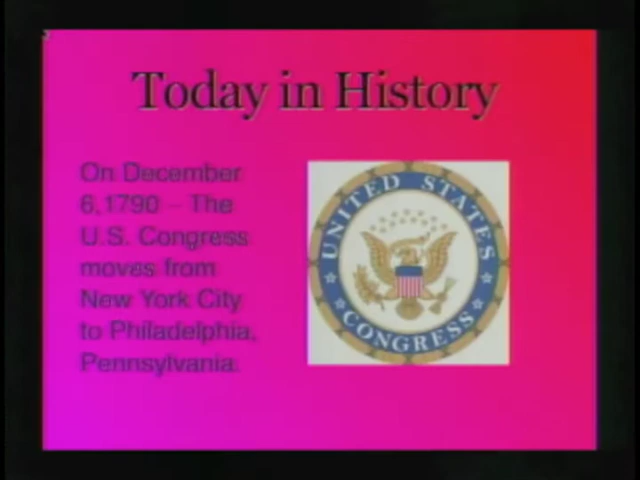 Today in History
On December
6,1790 – The
U.S. Congress
moves from
New York City
to Philadelphia,
Pennsylvania.
UNITED STATES
CONGRESS